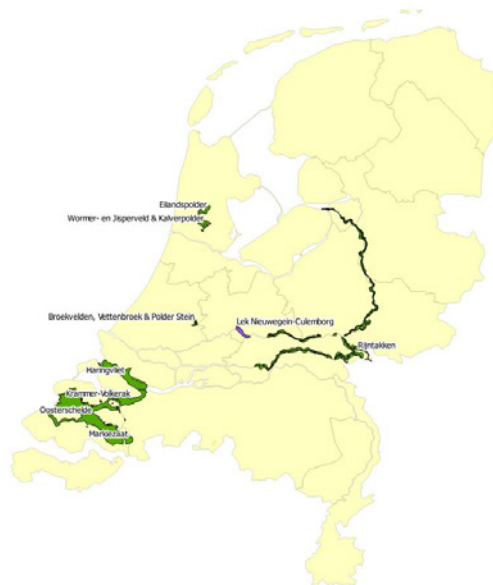 Eilandspolder
Wormer- en Jisperveld & Kalverpolder
Broekvelden, Vettenbroek & Polder Stein
Lek Nieuwegein-Culemborg
Rijntakken
Haringvliet
Krammer-Volkerak
Oosterschelde
Markiezaat